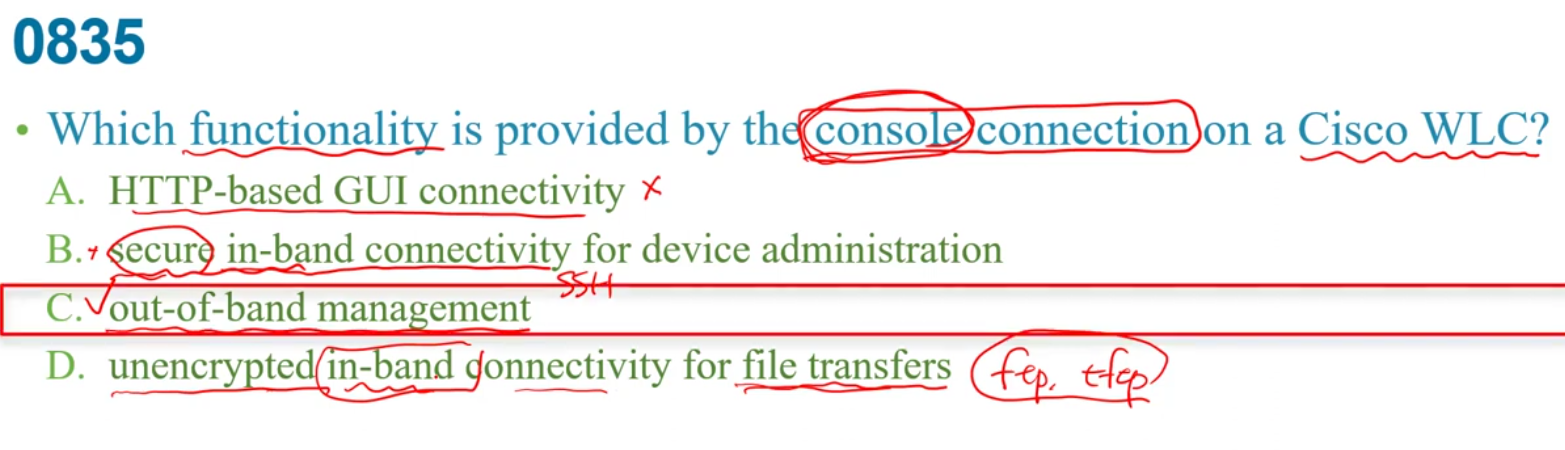 0835
• Which functionality is provided by the console connection on a Cisco WLC?
A. HTTP-based GUI connectivity ×
B. secure in-band connectivity for device administration
SSH
C. ✓ out-of-band management
D. unencrypted in-band connectivity for file transfers (ftp, tftp)